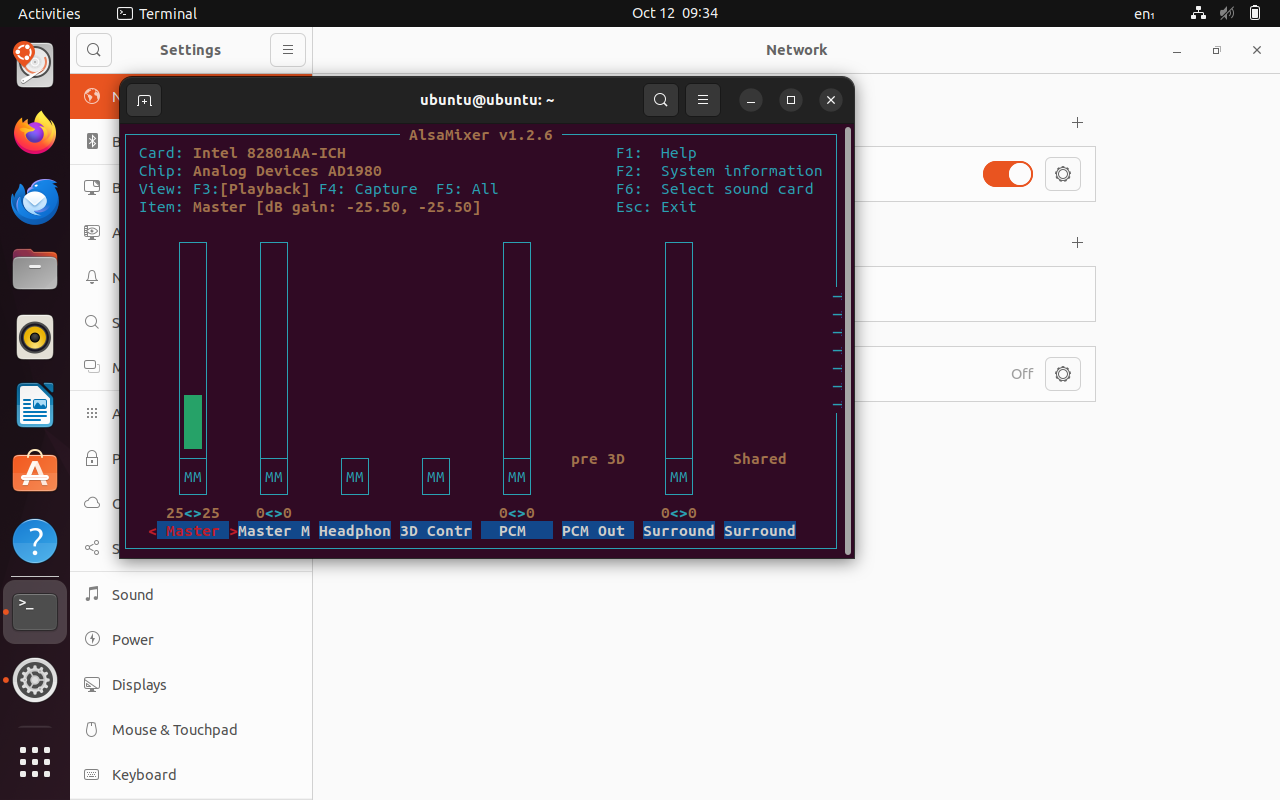 Activities
Terminal
Oct 12 09:34
en₁
Settings
Network
ubuntu@ubuntu: ~
AlsaMixer v1.2.6
Card: Intel 82801AA-ICH
F1: Help
Chip: Analog Devices AD1980
F2: System information
View: F3:[Playback] F4: Capture F5: All
F6: Select sound card
Item: Master [dB gain: -25.50, -25.50]
Esc: Exit
Off
pre 3D
Shared
MM MM MM MM MM MM
25<>25 0<>0 0<>0 0<>0
< Master >Master M Headphon 3D Contr PCM PCM Out Surround Surround
Sound
Power
Displays
Mouse & Touchpad
Keyboard